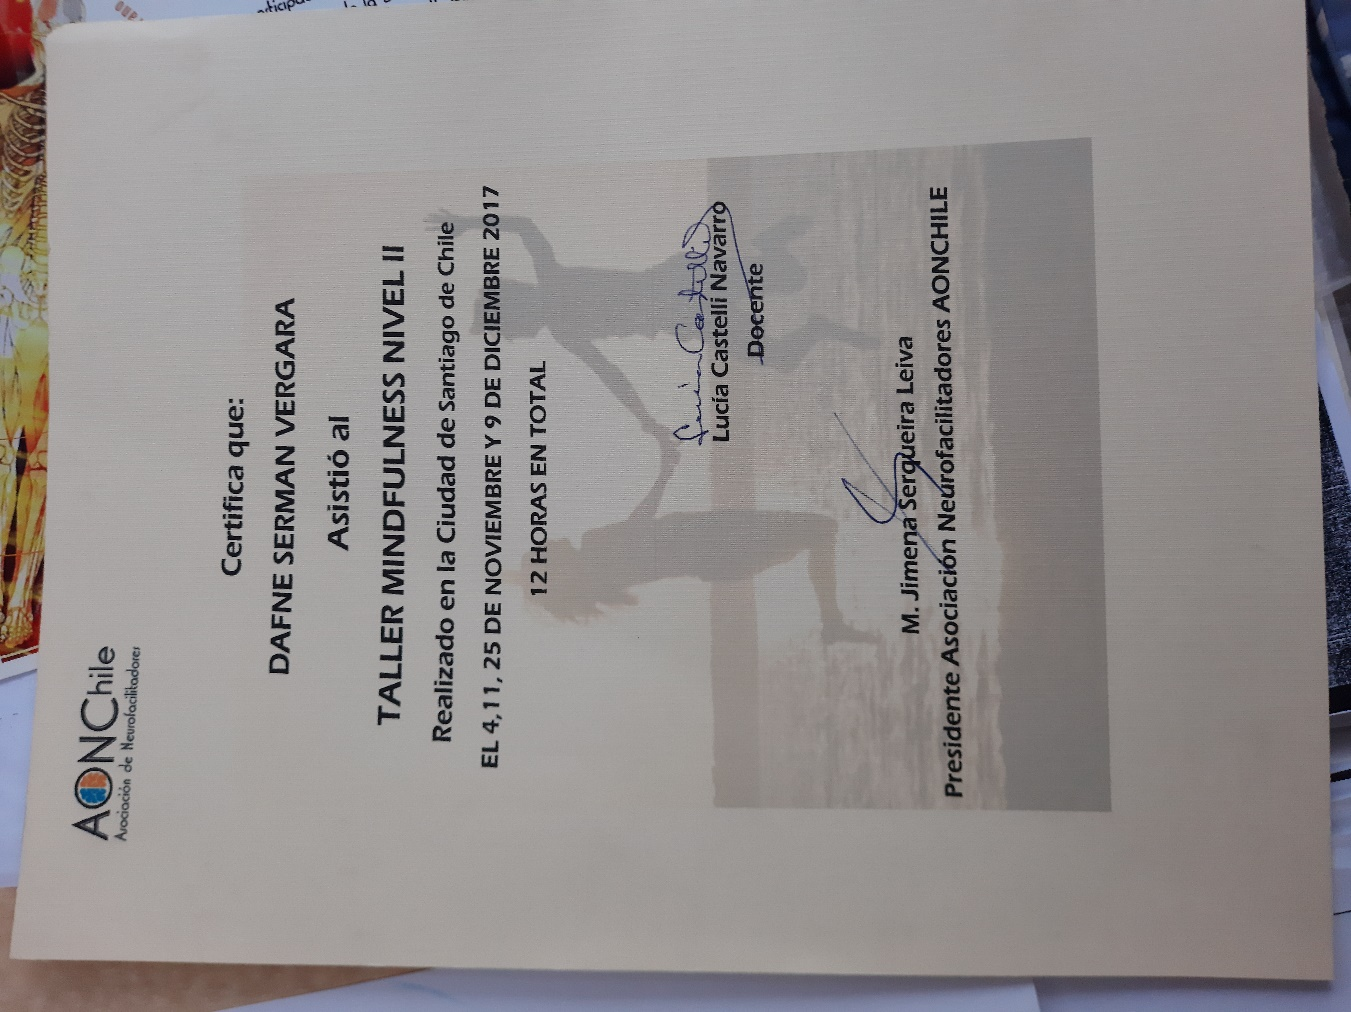 AONChile
Asociación de Neurofacilitadores
Certifica que:
DAFNE SERMAN VERGARA
Asistió al
TALLER MINDFULNESS NIVEL II
Realizado en la Ciudad de Santiago de Chile
EL 4,11, 25 DE NOVIEMBRE Y 9 DE DICIEMBRE 2017
12 HORAS EN TOTAL
Lucía Castelli
Lucía Castelli Navarro
Docente
M. Jimena Serqueira Leiva
Presidente Asociación Neurofacilitadores AONCHILE